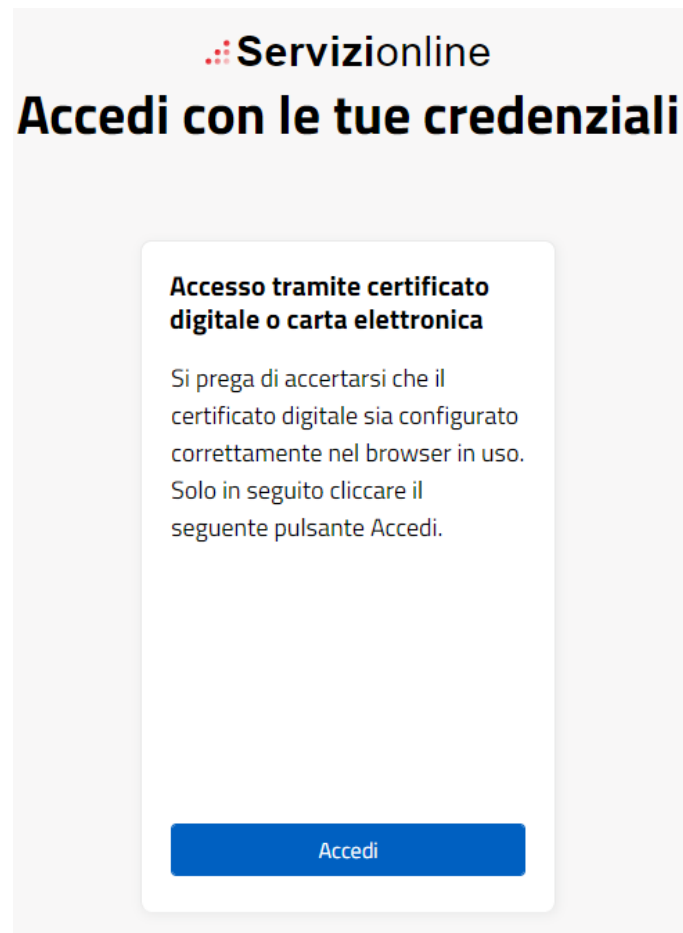 Servizionline
Accedi con le tue credenziali
Accesso tramite certificato
digitale o carta elettronica
Si prega di accertarsi che il
certificato digitale sia configurato
correttamente nel browser in uso.
Solo in seguito cliccare il
seguente pulsante Accedi.
Accedi